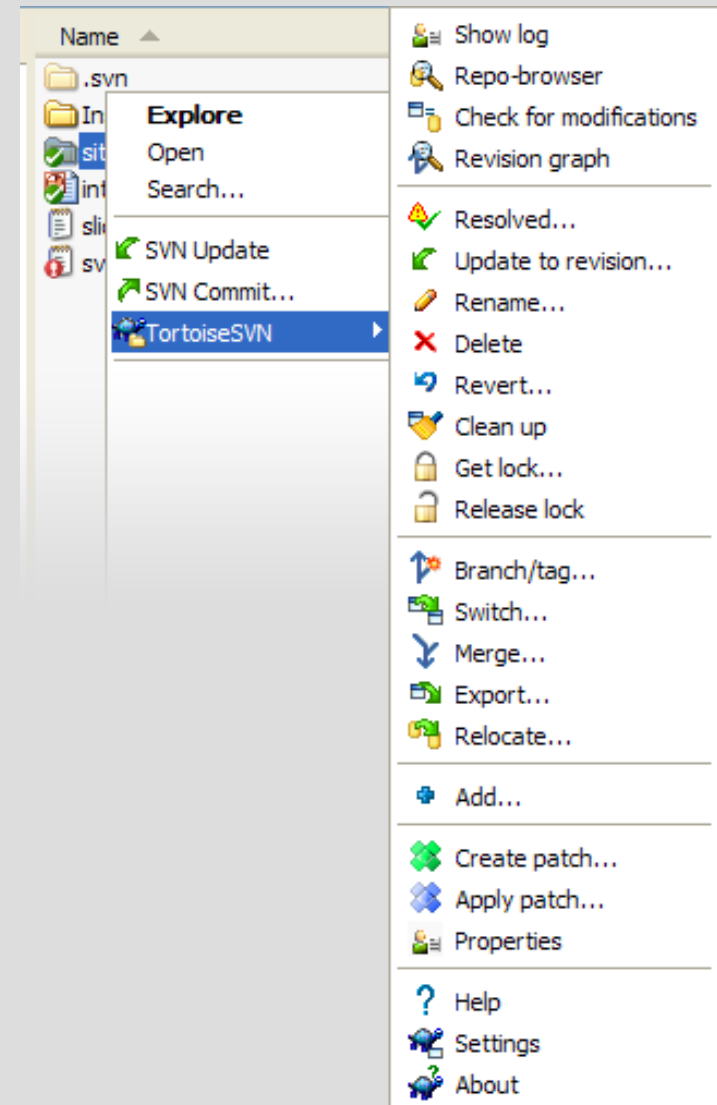 Name
.svn
In
sit
int
sli
sv
Explore
Open
Search...
SVN Update
SVN Commit...
TortoiseSVN
Show log
Repo-browser
Check for modifications
Revision graph
Resolved...
Update to revision...
Rename...
Delete
Revert...
Clean up
Get lock...
Release lock
Branch/tag...
Switch...
Merge...
Export...
Relocate...
Add...
Create patch...
Apply patch...
Properties
Help
Settings
About